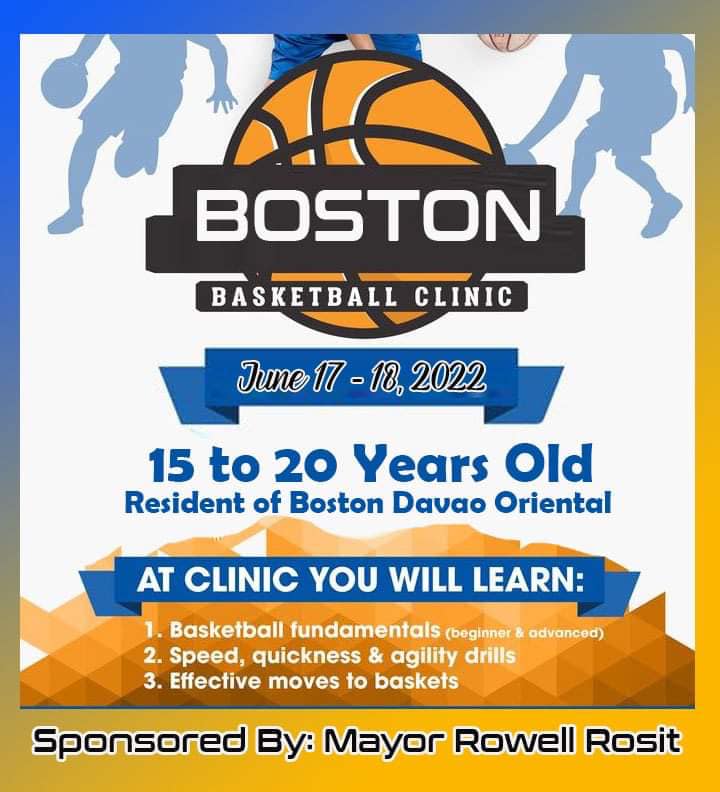 BOSTON
BASKETBALL CLINIC
June 17 - 18, 2022
15 to 20 Years Old
Resident of Boston Davao Oriental
AT CLINIC YOU WILL LEARN:
1. Basketball fundamentals (beginner & advanced)
2. Speed, quickness & agility drills
3. Effective moves to baskets
Sponsored By: Mayor Rowell Rosit